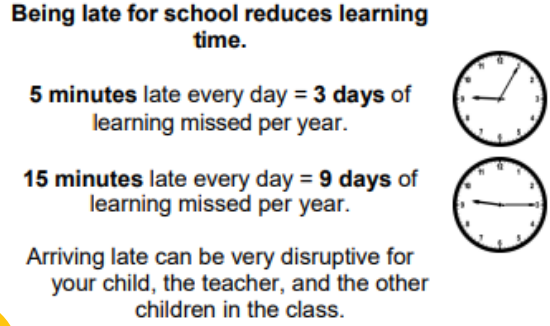 Being late for school reduces learning
time.
5 minutes late every day = 3 days of
learning missed per year.
15 minutes late every day = 9 days of
learning missed per year.
Arriving late can be very disruptive for
your child, the teacher, and the other
children in the class.